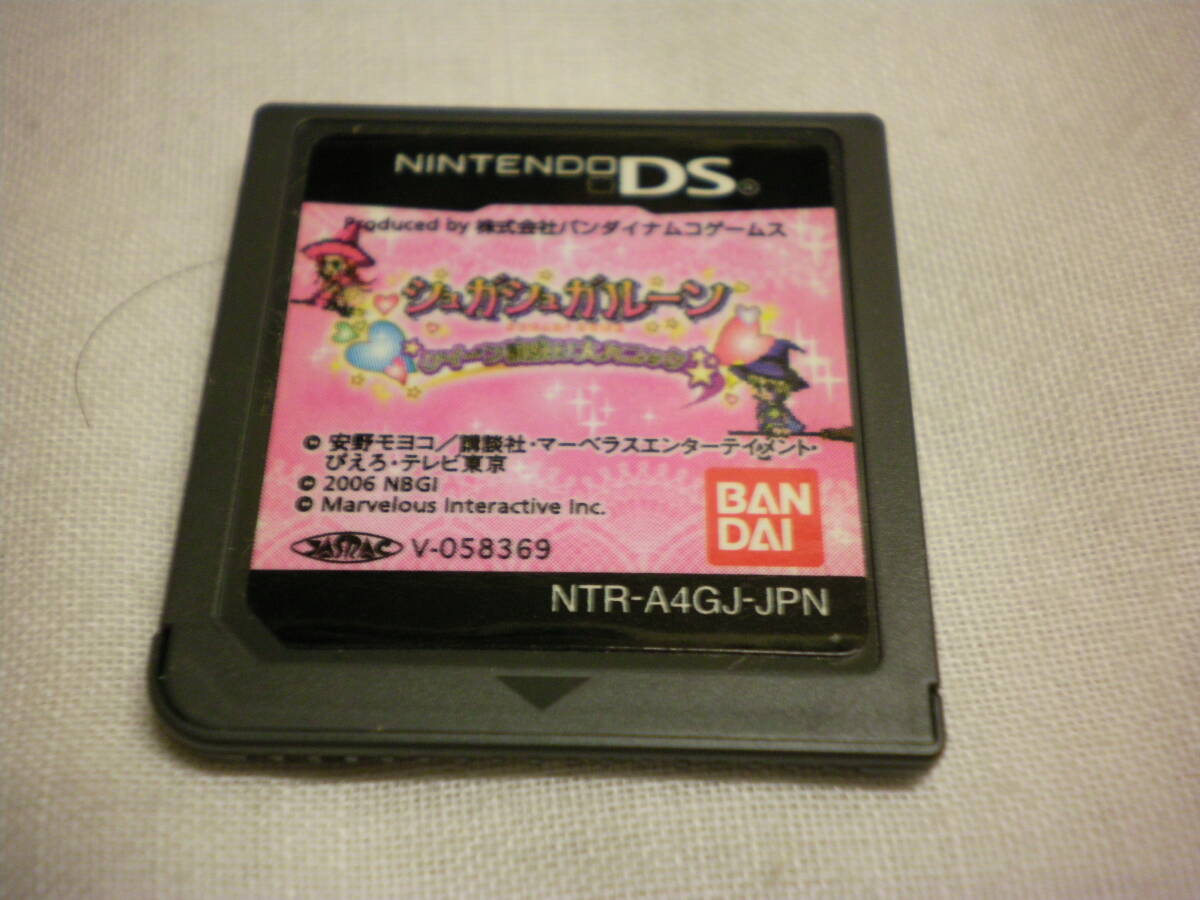 NINTENDO DS®
Produced by 株式会社バンダイナムコゲームス
シュガシュガルーン
© 安野モヨコ/講談社・マーベラスエンターテイメント・
ぴえろ・テレビ東京
© 2006 NBGI
© Marvelous Interactive Inc.
JASRAC V-058369
BAN
DAI
NTR-A4GJ-JPN